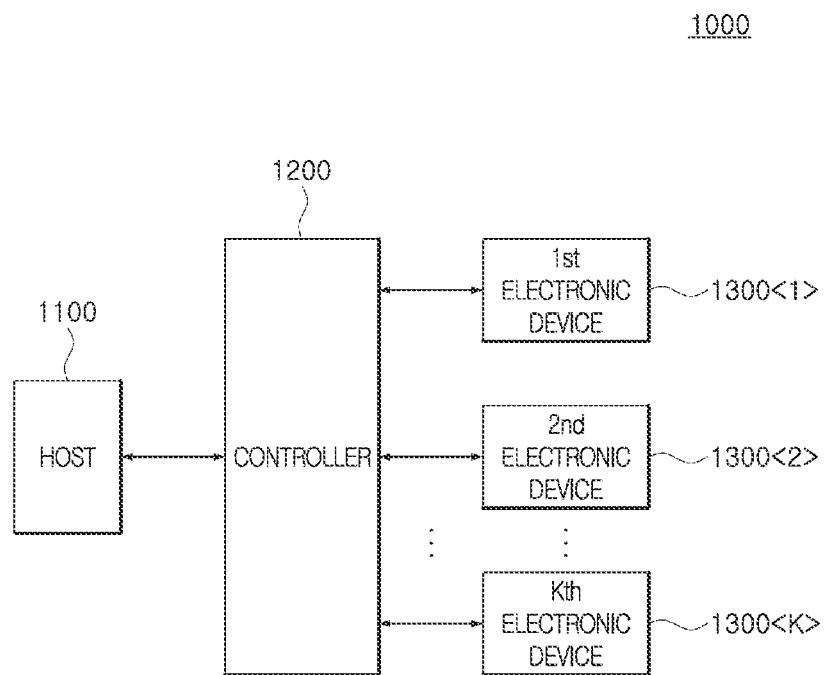 1000
1200
1st
ELECTRONIC
DEVICE
1300<1>
1100
HOST
CONTROLLER
2nd
ELECTRONIC
DEVICE
1300<2>
Kth
ELECTRONIC
DEVICE
1300<K>